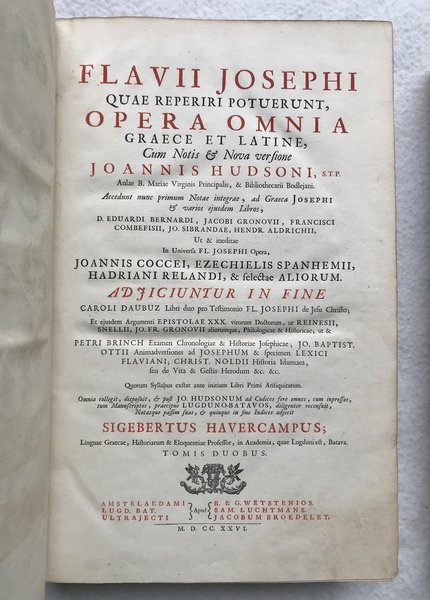 FLAVII JOSEPHI
QUAE REPERIRI POTUERUNT,
OPERA OMNIA
GRAECE ET LATINE,
Cum Notis & Nova versione
JOANNIS HUDSONI, S.T.P.
Aulae B. Mariae Virginis Principalis, & Bibliothecarii Bodlejani.
Accedunt nunc primum Notae integrae, ad Graeca JOSEPHI
& varios ejusdem Libros,
D. EDUARDI BERNARDI, JACOBI GRONOVII, FRANCISCI
COMBEFISII, JO. SIBRANDAE, HENDR. ALDRICHII,
Ut & ineditae
In Universa FL. JOSEPHI Opera,
JOANNIS COCCEI, EZECHIELIS SPANHEMII,
HADRIANI RELANDI, & selectae ALIORUM.
ADJICIUNTUR IN FINE
CAROLI DAUBUZ Libri duo pro Testimonio FL. JOSEPHI de Jesu Christo,
Et ejusdem Argumenti EPISTOLAE XXX. virorum Doctorum, ut REINESII,
SNELLII, JO. FR. GRONOVII aliorumque, Philologicae & Historicae, ut &
PETRI BRINCH Examen Chronologiae & Historiae Josephicae; JO. BAPTIST.
OTTII Animadversiones ad JOSEPHUM & specimen LEXICI
FLAVIANI; CHRIST. NOLDII Historia Idumaea,
seu de Vita & Gestis Herodum &c. &c.
Quorum Syllabus exstat ante initium Libri Primi Antiquitatum.
Omnia collegit, disposuit, & post JO. HUDSONUM ad Codices fere omnes, cum inpressos,
tum Manuscriptos, praecipue LUGDUNOBATAVOS, diligenter recensuit,
Notasque passim suas, & quinque in fine Indices adjecit
SIGEBERTUS HAVERCAMPUS;
Linguae Graecae, Historiarum & Eloquentiae Professor, in Academia, quae Lugduni est, Batava.
TOMIS DUOBUS.
AMSTELAEDAMI R. & G. WETSTENIOS.
LUGD. BAT. Apud SAM. LUCHTMANS.
ULTRAJECTI JACOBUM BROEDELET.
M. D. CC. XXVI.